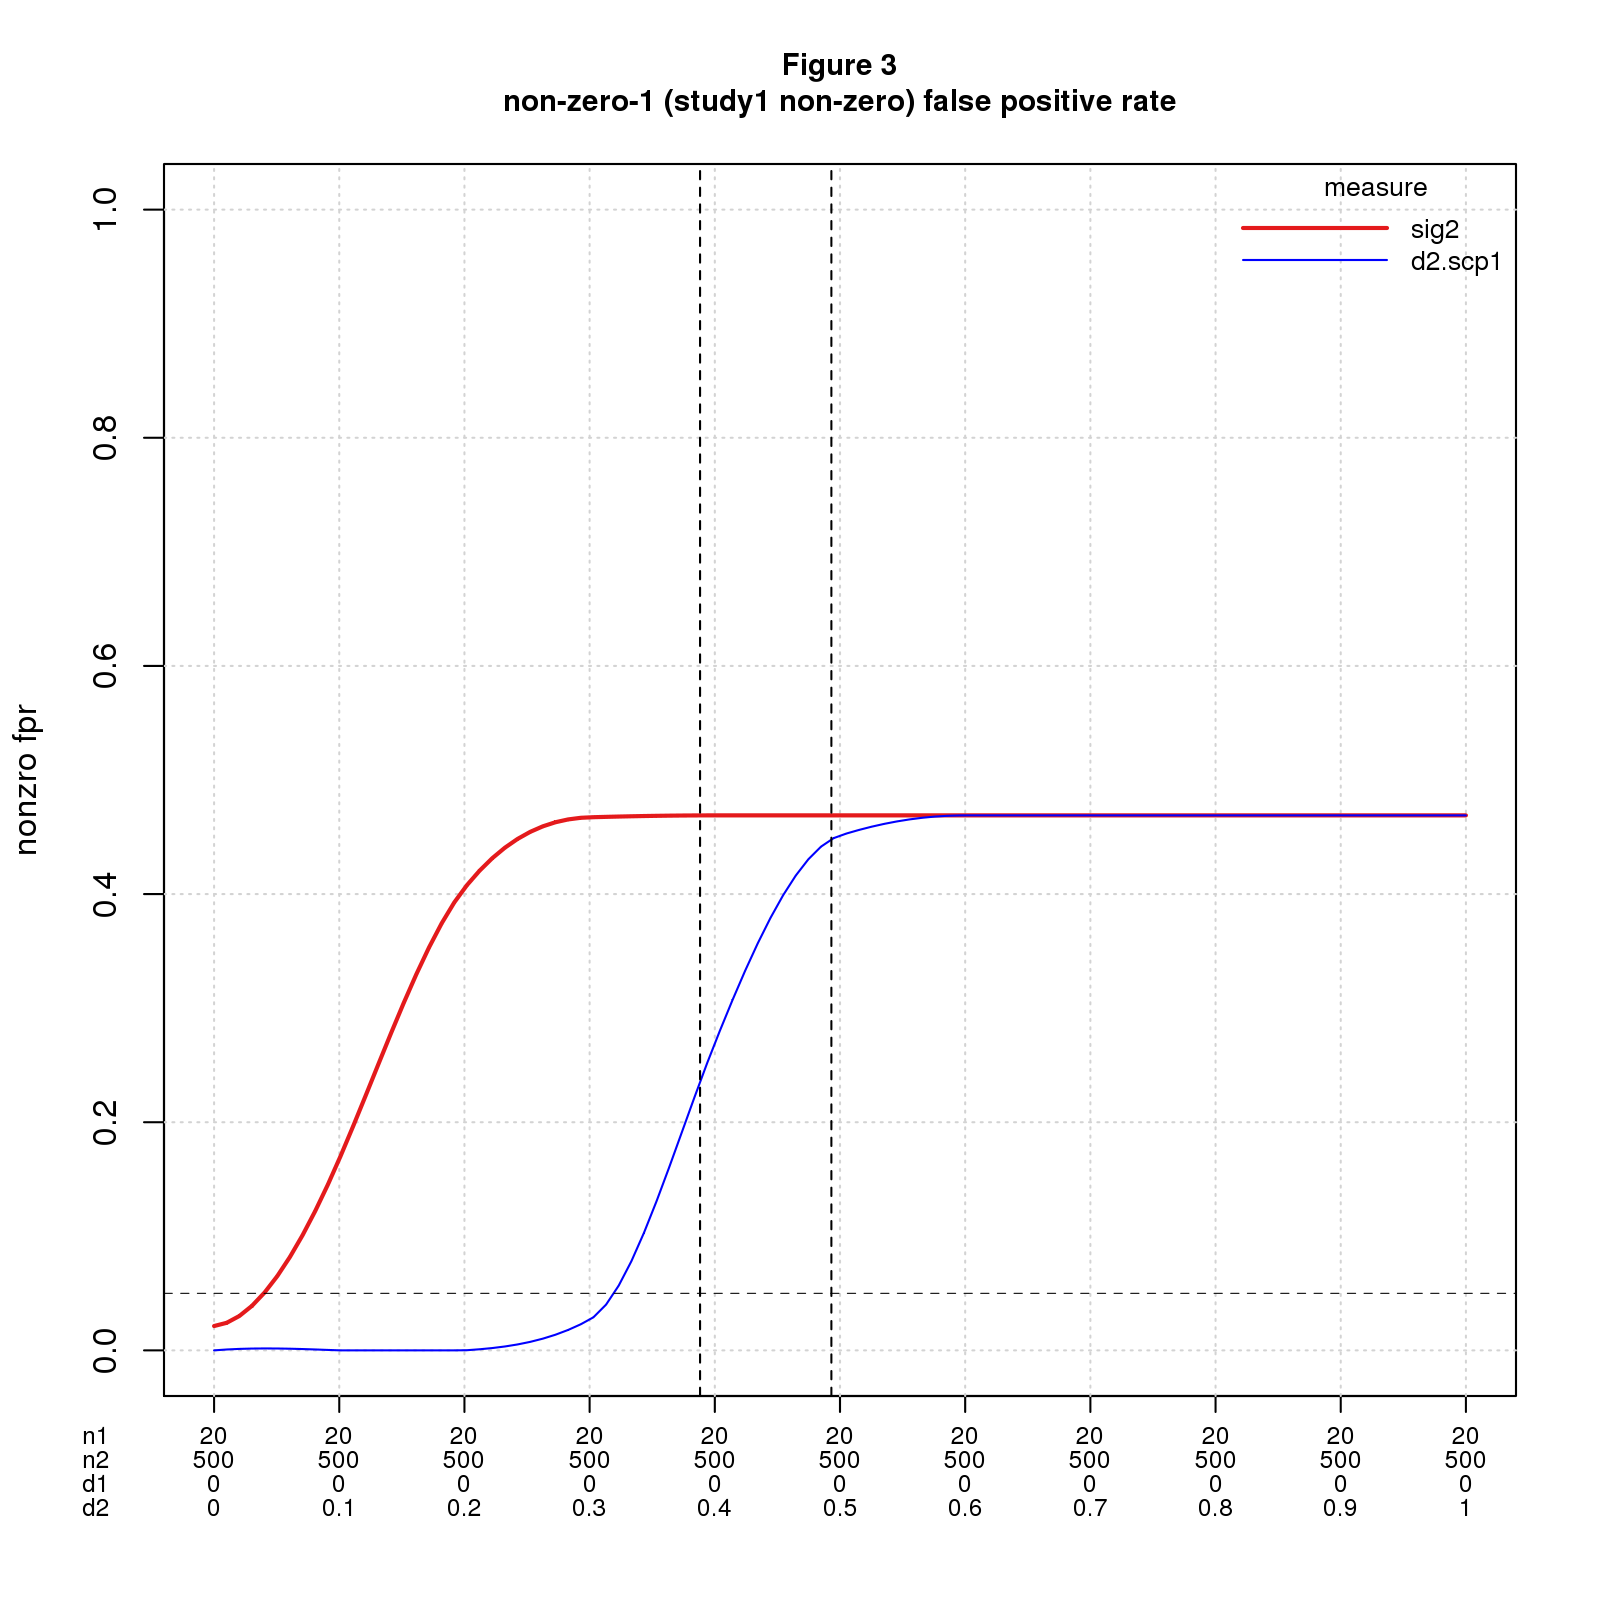 Figure 3
non-zero-1 (study1 non-zero) false positive rate
measure
sig2
d2.scp1
nonzro fpr
1.0
0.8
0.6
0.4
0.2
0.0
n1 20 20 20 20 20 20 20 20 20 20 20
n2 500 500 500 500 500 500 500 500 500 500 500
d1 0 0 0 0 0 0 0 0 0 0 0
d2 0 0.1 0.2 0.3 0.4 0.5 0.6 0.7 0.8 0.9 1